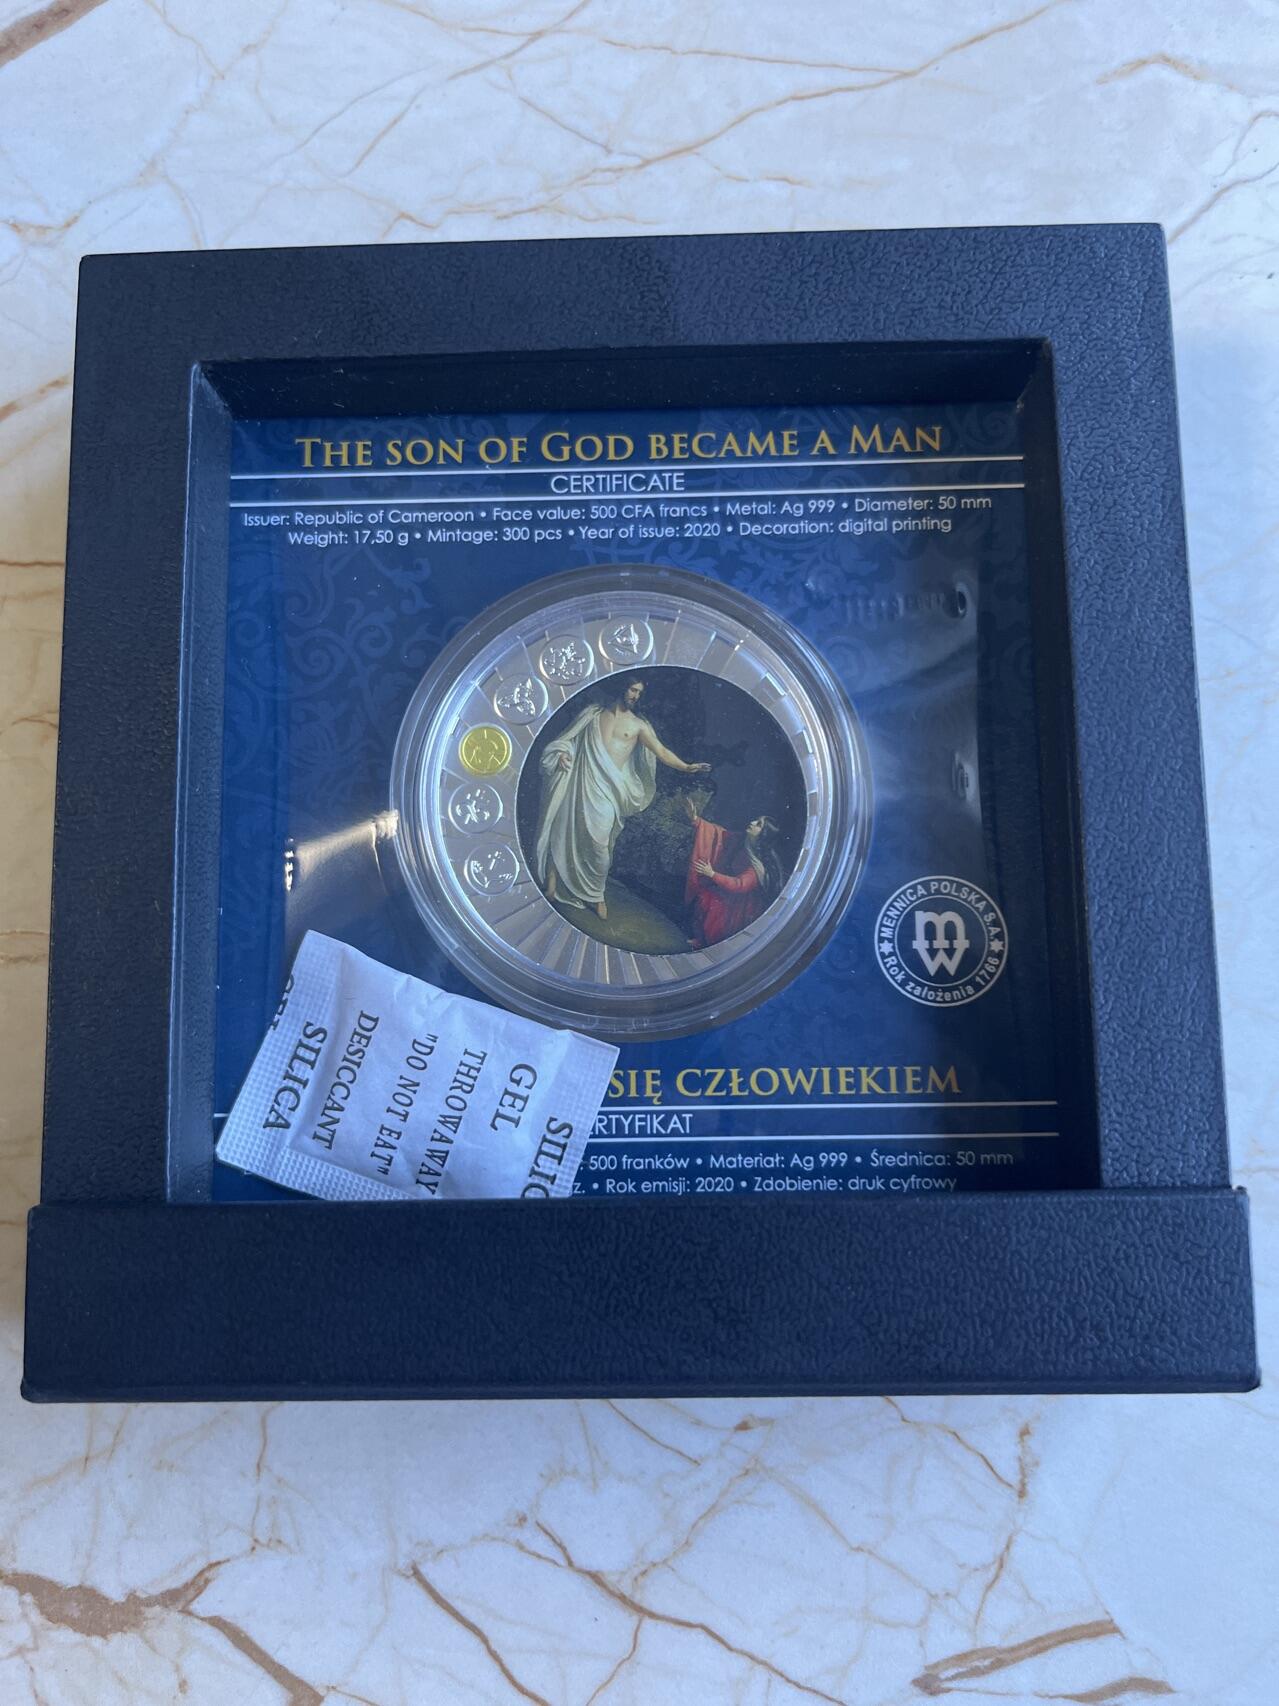 THE SON OF GOD BECAME A MAN
CERTIFICATE
Issuer: Republic of Cameroon • Face value: 500 CFA francs • Metal: Ag 999 • Diameter: 50 mm
Weight: 17,50 g • Mintage: 300 pcs • Year of issue: 2020 • Decoration: digital printing
MENNICA POLSKA S.A.
mw
Rok założenia 1766
SIĘ CZŁOWIEKIEM
RTYFIKAT
: 500 franków • Materiał: Ag 999 • Średnica: 50 mm
z. • Rok emisji: 2020 • Zdobienie: druk cyfrowy
SILICA
GEL
THROWAWAY
"DO NOT EAT"
DESICCANT
SILICA